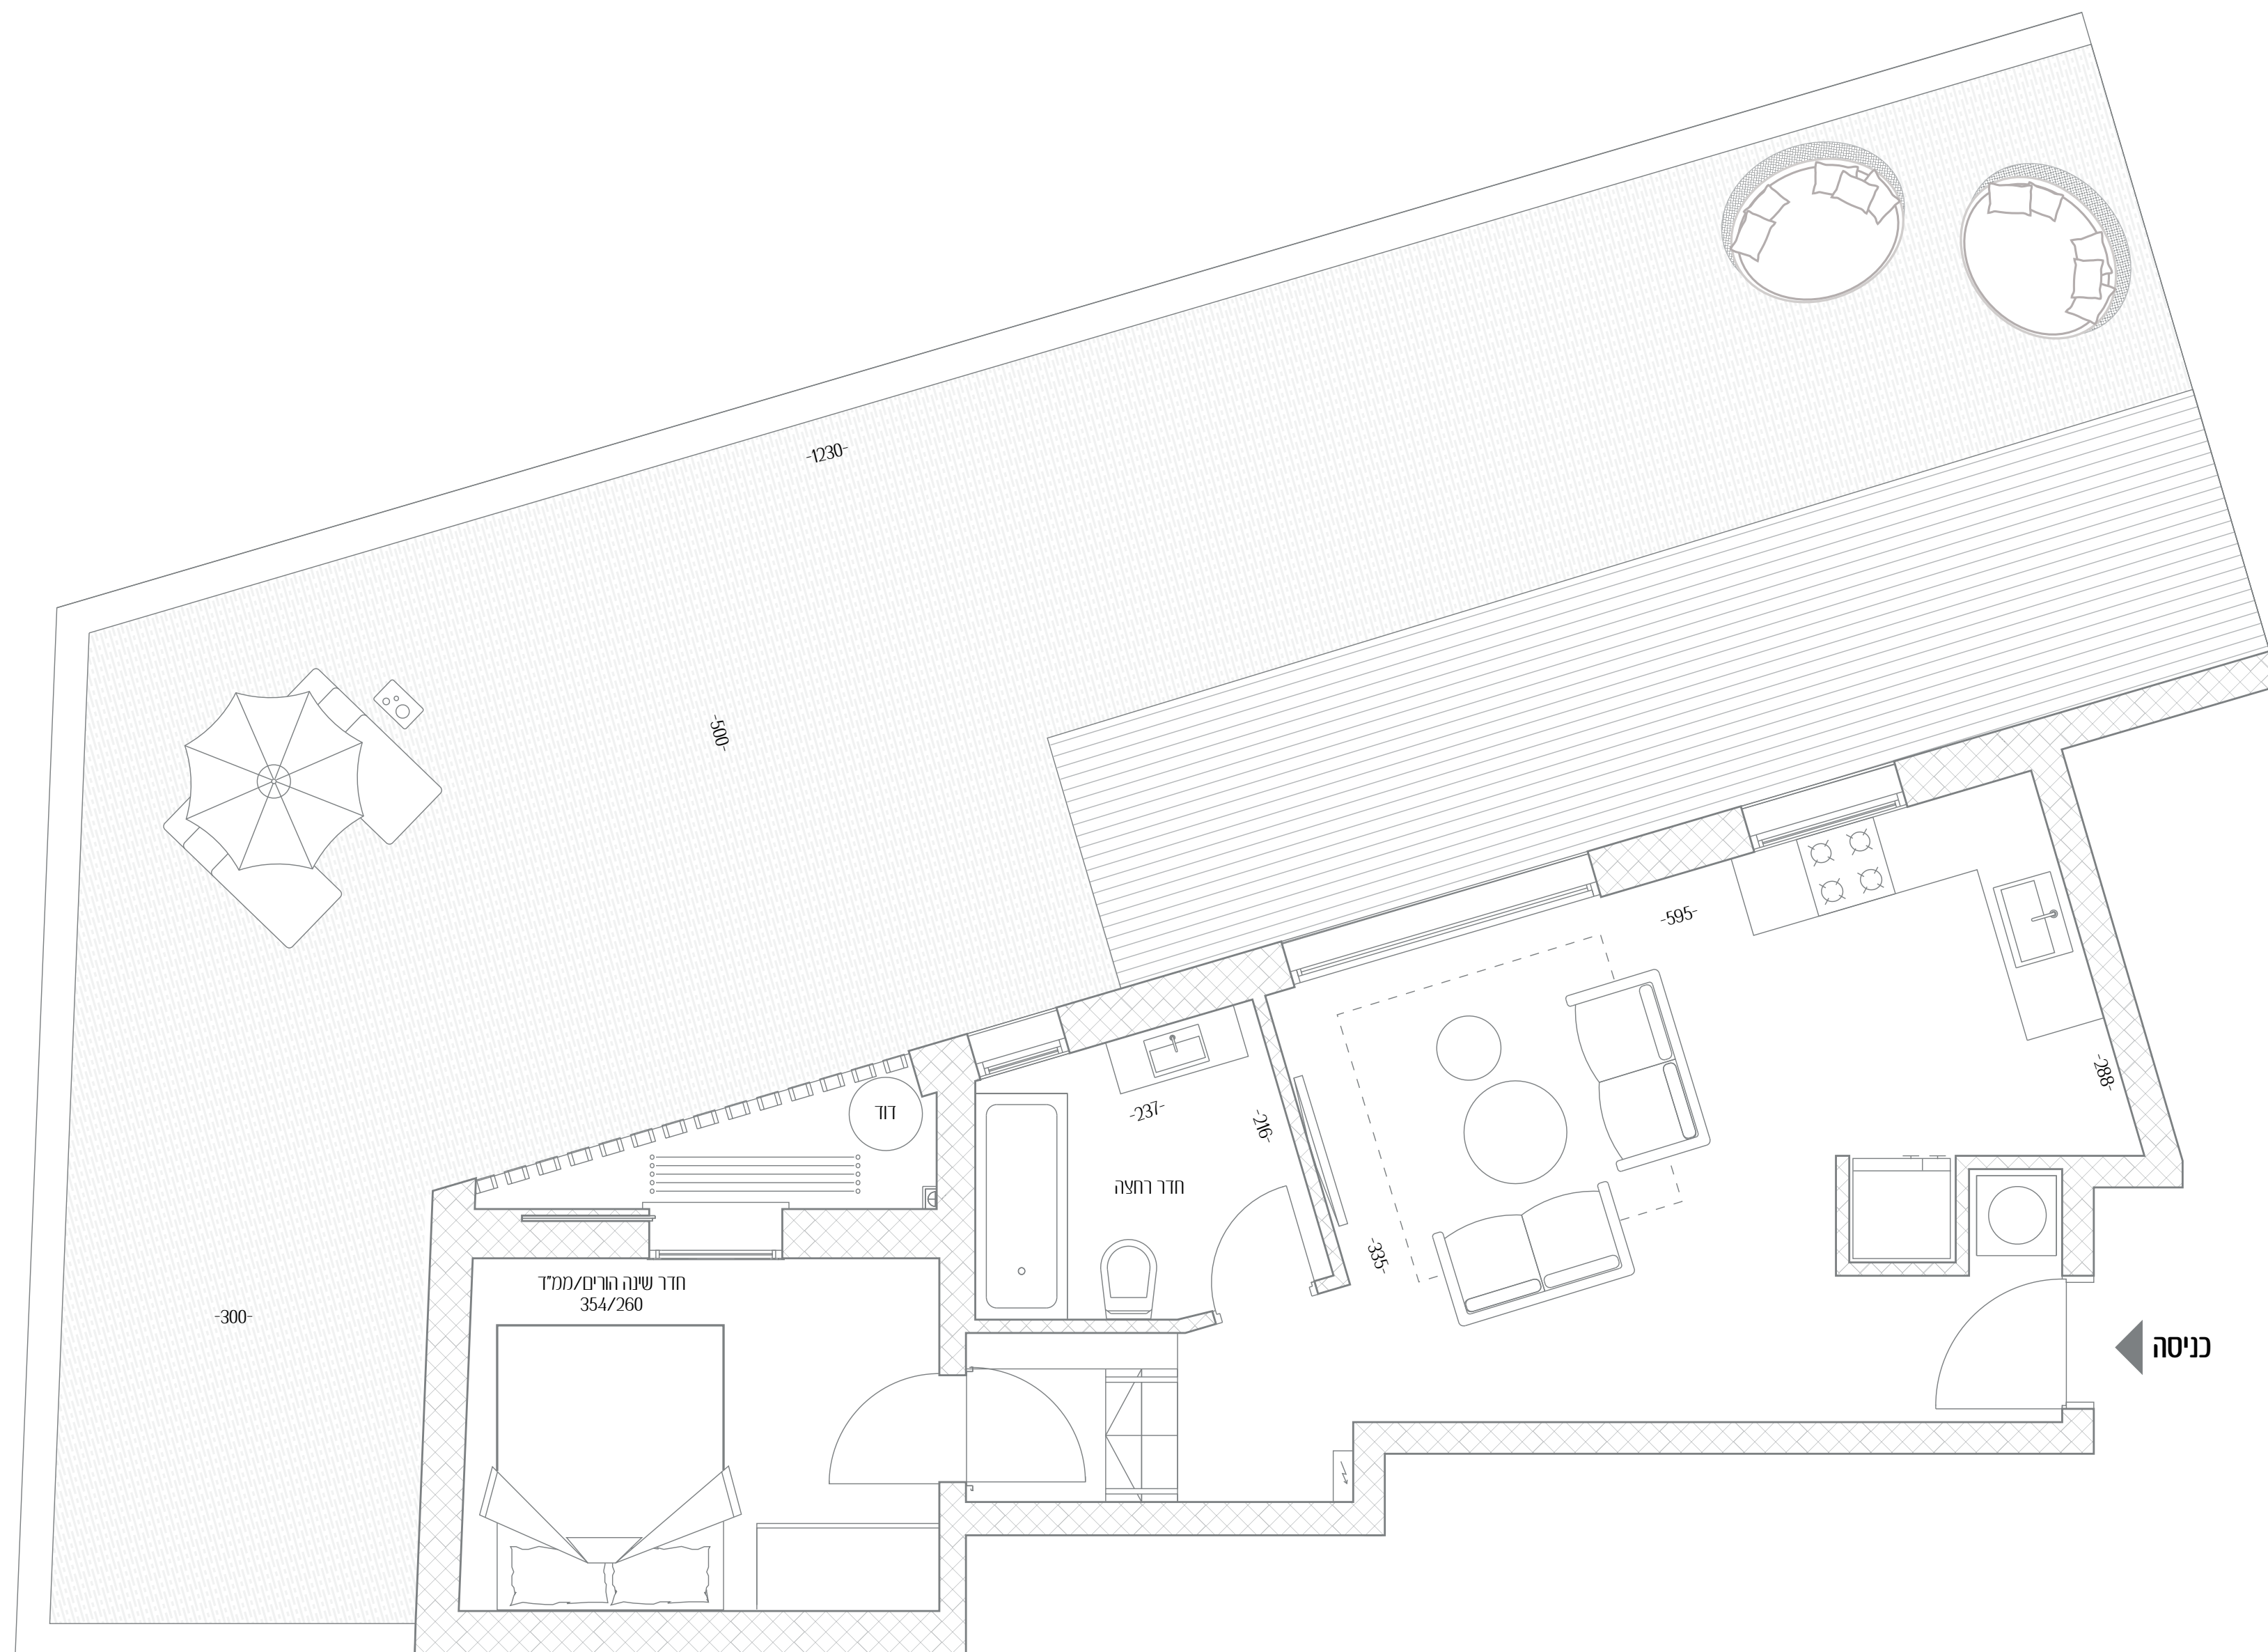 -1230-
-500-
-595-
-288-
דוד
-237-
-216-
חדר רחצה
-335-
חדר שינה הורים/ממ"ד
354/260
-300-
כניסה